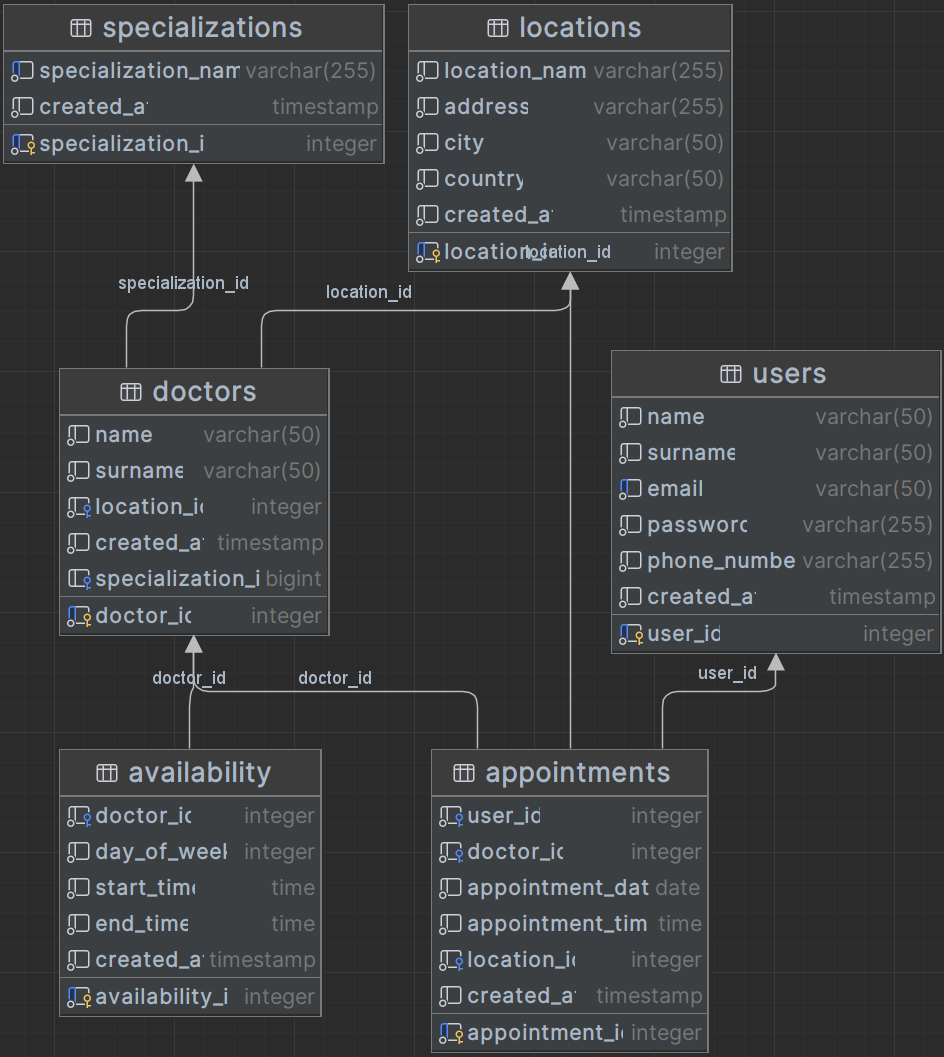 specializations
specialization_nam varchar(255)
created_a timestamp
specialization_i integer
locations
location_nam varchar(255)
address varchar(255)
city varchar(50)
country varchar(50)
created_a timestamp
location_i integer
location_id
specialization_id
location_id
doctors
name varchar(50)
surname varchar(50)
location_i integer
created_a timestamp
specialization_i bigint
doctor_i integer
users
name varchar(50)
surname varchar(50)
email varchar(50)
password varchar(255)
phone_numbe varchar(255)
created_a timestamp
user_id integer
doctor_id
doctor_id
user_id
availability
doctor_i integer
day_of_week integer
start_time time
end_time time
created_a timestamp
availability_i integer
appointments
user_id integer
doctor_i integer
appointment_dat date
appointment_tim time
location_i integer
created_a timestamp
appointment_i integer